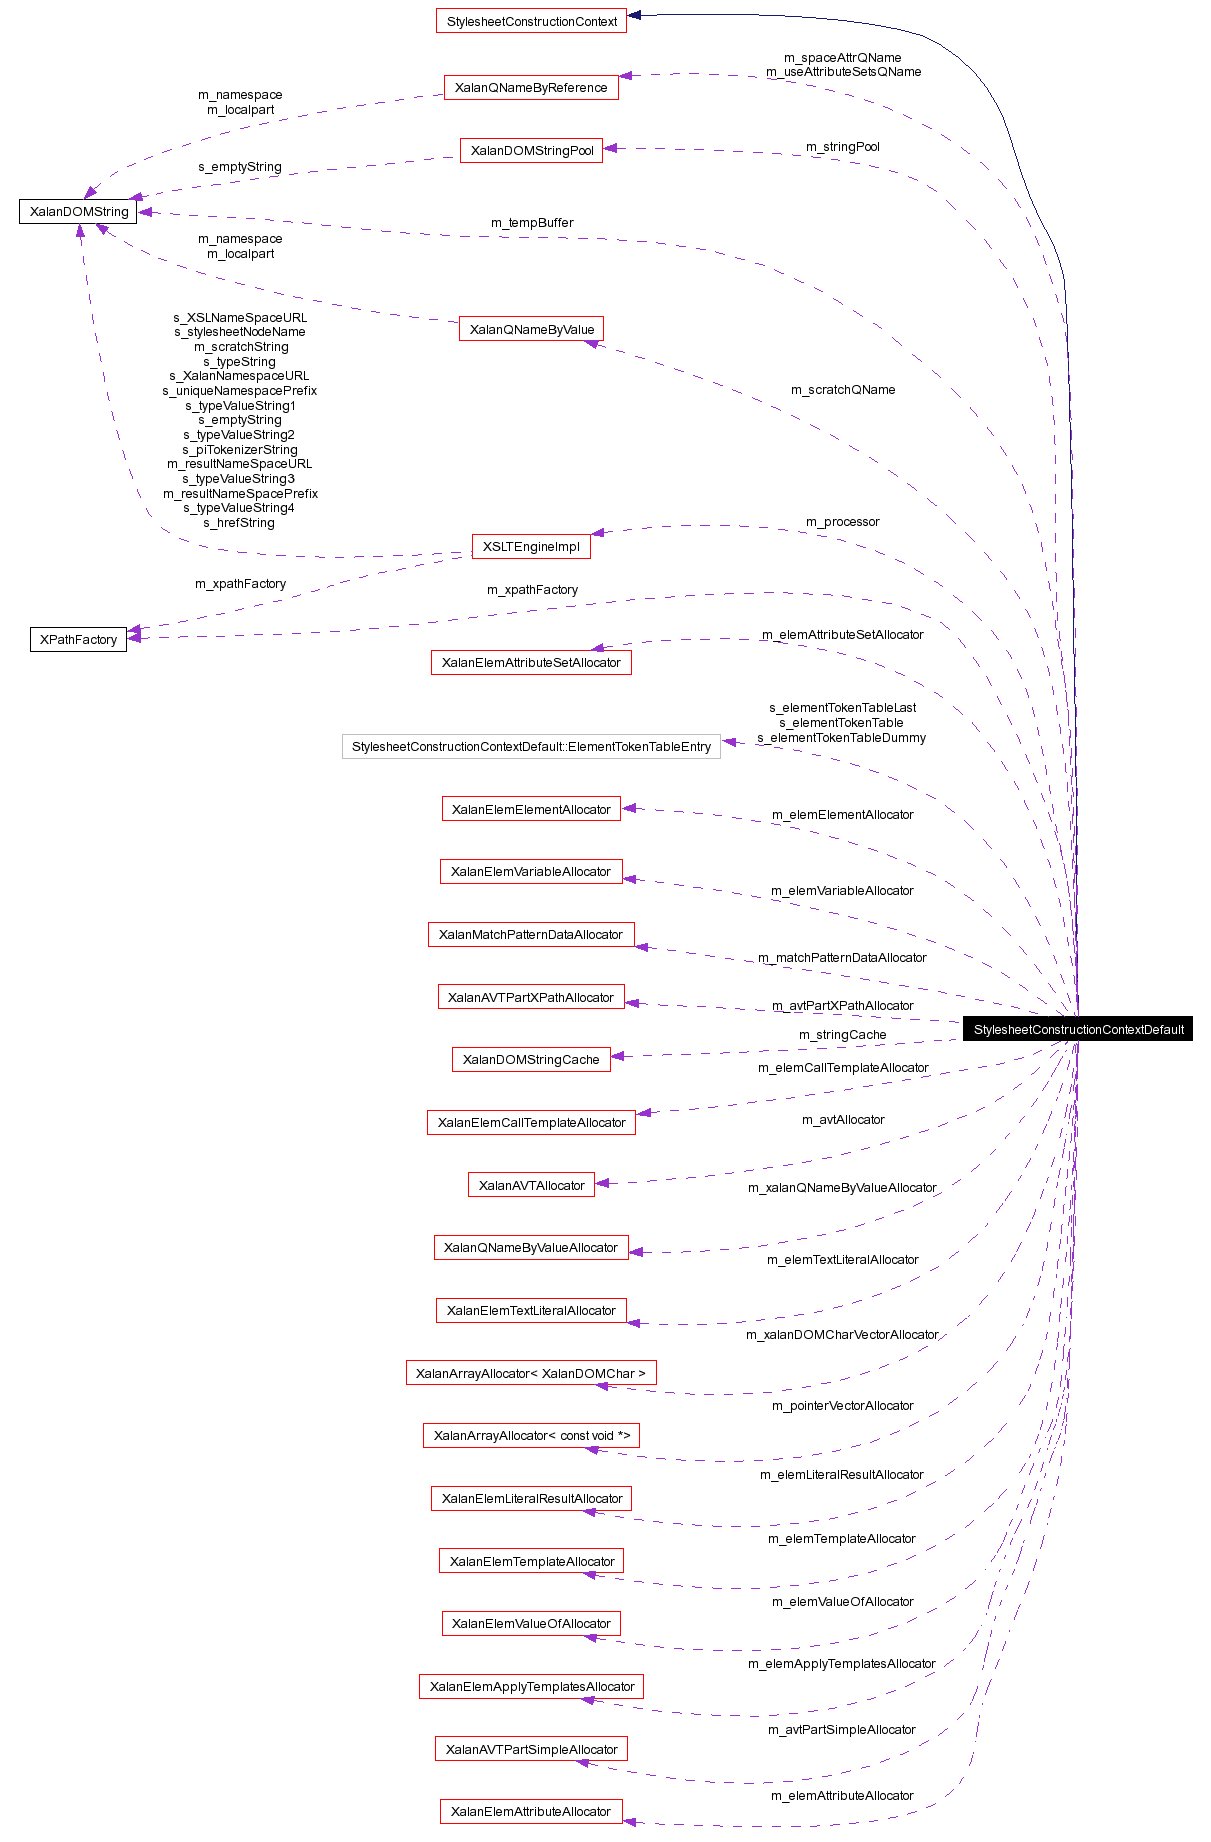 StylesheetConstructionContext
m_spaceAttrQName
m_useAttributeSetsQName
XalanQNameByReference
m_namespace
m_localpart
m_stringPool
XalanDOMStringPool
s_emptyString
XalanDOMString
m_tempBuffer
m_namespace
m_localpart
s_XSLNameSpaceURL
s_stylesheetNodeName
m_scratchString
s_typeString
s_XalanNamespaceURL
s_uniqueNamespacePrefix
s_typeValueString1
s_emptyString
s_typeValueString2
s_piTokenizerString
m_resultNameSpaceURL
s_typeValueString3
m_resultNameSpacePrefix
s_typeValueString4
s_hrefString
XalanQNameByValue
m_scratchQName
m_processor
XSLTEngineImpl
m_xpathFactory
m_xpathFactory
XPathFactory
m_elemAttributeSetAllocator
XalanElemAttributeSetAllocator
s_elementTokenTableLast
s_elementTokenTable
s_elementTokenTableDummy
StylesheetConstructionContextDefault::ElementTokenTableEntry
XalanElemElementAllocator
m_elemElementAllocator
XalanElemVariableAllocator
m_elemVariableAllocator
XalanMatchPatternDataAllocator
m_matchPatternDataAllocator
XalanAVTPartXPathAllocator
m_avtPartXPathAllocator
StylesheetConstructionContextDefault
m_stringCache
XalanDOMStringCache
m_elemCallTemplateAllocator
XalanElemCallTemplateAllocator
m_avtAllocator
XalanAVTAllocator
m_xalanQNameByValueAllocator
XalanQNameByValueAllocator
m_elemTextLiteralAllocator
XalanElemTextLiteralAllocator
m_xalanDOMCharVectorAllocator
XalanArrayAllocator< XalanDOMChar >
m_pointerVectorAllocator
XalanArrayAllocator< const void *>
m_elemLiteralResultAllocator
XalanElemLiteralResultAllocator
m_elemTemplateAllocator
XalanElemTemplateAllocator
m_elemValueOfAllocator
XalanElemValueOfAllocator
m_elemApplyTemplatesAllocator
XalanElemApplyTemplatesAllocator
m_avtPartSimpleAllocator
XalanAVTPartSimpleAllocator
m_elemAttributeAllocator
XalanElemAttributeAllocator